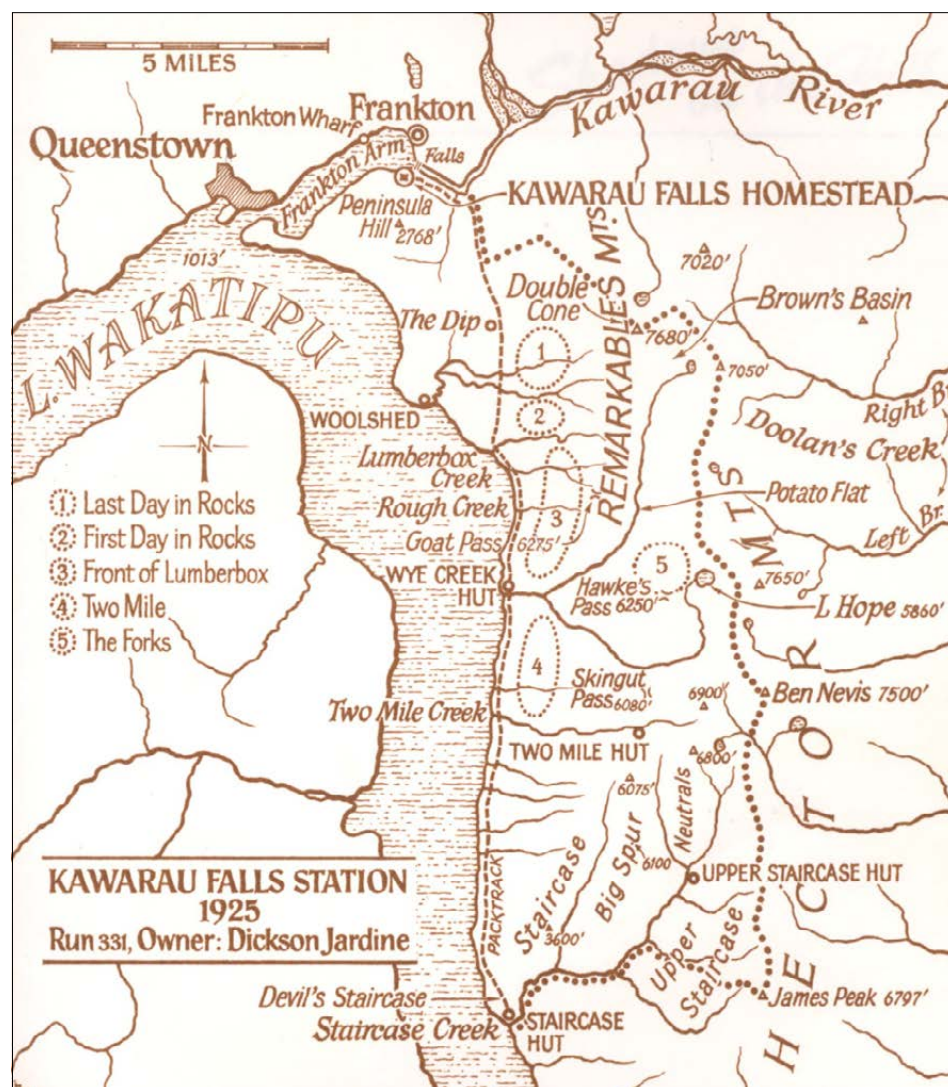 5 MILES
Kawarau River
Frankton
Frankton Wharf
Queenstown
Frankton Arm
Falls
KAWARAU FALLS HOMESTEAD
Peninsula
Hill 2768'
1013'
L. WAKATIPU
REMARKABLES MTS.
7020'
Double
Cone
7680'
Brown's Basin
The Dip
1
7050'
WOOLSHED
2
Right Br.
Doolan's Creek
Lumberbox
Creek
Rough Creek
3
Potato Flat
Left Br.
Goat Pass 6275'
N
1 Last Day in Rocks
2 First Day in Rocks
3 Front of Lumberbox
4 Two Mile
5 The Forks
WYE CREEK
HUT
5
Hawke's
Pass 6250'
7650'
L Hope 5860'
4
Skingut
Pass 6080'
6900'
Ben Nevis 7500'
Two Mile Creek
TWO MILE HUT
6800'
6075'
Neutrals
HECTOR MTS
KAWARAU FALLS STATION
1925
Run 331, Owner: Dickson Jardine
PACKTRACK
Staircase
3600'
Big Spur
6100
UPPER STAIRCASE HUT
Upper
Staircase
Devil's Staircase
Staircase Creek
STAIRCASE
HUT
James Peak 6797'